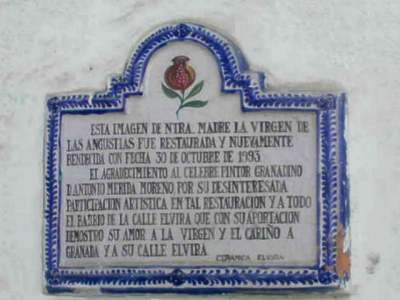 ESTA IMAGEN DE NTRA. MADRE LA VIRGEN DE
LAS ANGUSTIAS FUE RESTAURADA Y NUEVAMENTE
BENDECIDA CON FECHA 30 DE OCTUBRE DE 1993
EL AGRADECIMIENTO AL CELEBRE PINTOR GRANADINO
D.ANTONIO MERIDA MORENO POR SU DESINTERESADA
PARTICIPACION ARTISTICA EN TAL RESTAURACION Y A TODO
EL BARRIO DE LA CALLE ELVIRA QUE CON SU APORTACION
DEMOSTRO SU AMOR A LA VIRGEN Y EL CARIÑO A
GRANADA Y A SU CALLE ELVIRA
CERAMICA ELVIRA